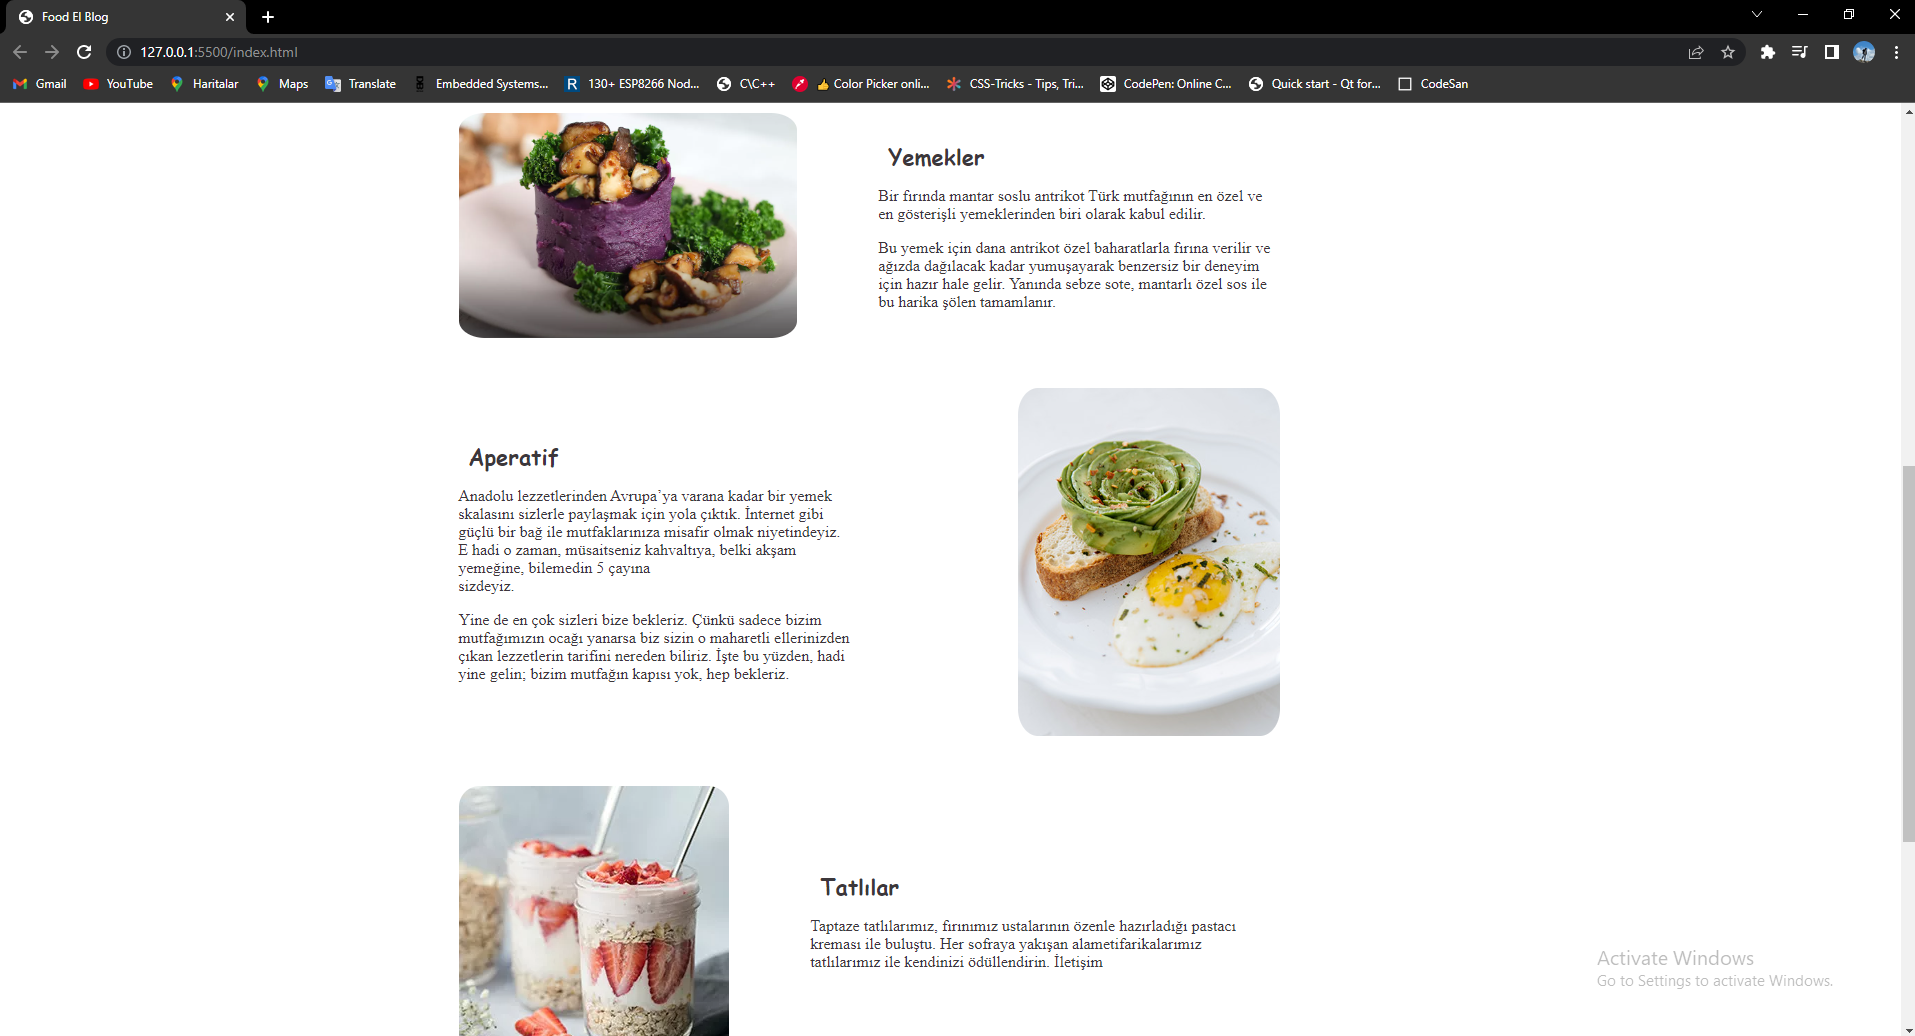 Food El Blog
127.0.0.1:5500/index.html
Gmail YouTube Haritalar Maps Translate Embedded Systems... R 130+ ESP8266 Nod... C\C++ 👍 Color Picker onli... CSS-Tricks - Tips, Tri... CodePen: Online C... Quick start - Qt for... CodeSan
Yemekler
Bir fırında mantar soslu antrikot Türk mutfağının en özel ve
en gösterişli yemeklerinden biri olarak kabul edilir.
Bu yemek için dana antrikot özel baharatlarla fırına verilir ve
ağızda dağılacak kadar yumuşayarak benzersiz bir deneyim
için hazır hale gelir. Yanında sebze sote, mantarlı özel sos ile
bu harika şölen tamamlanır.
Aperatif
Anadolu lezzetlerinden Avrupa’ya varana kadar bir yemek
skalasını sizlerle paylaşmak için yola çıktık. İnternet gibi
güçlü bir bağ ile mutfaklarınıza misafir olmak niyetindeyiz.
E hadi o zaman, müsaitseniz kahvaltıya, belki akşam
yemeğine, bilemedin 5 çayına
sizdeyiz.
Yine de en çok sizleri bize bekleriz. Çünkü sadece bizim
mutfağımızın ocağı yanarsa biz sizin o maharetli ellerinizden
çıkan lezzetlerin tarifini nereden biliriz. İşte bu yüzden, hadi
yine gelin; bizim mutfağın kapısı yok, hep bekleriz.
Tatlılar
Taptaze tatlılarımız, fırınımız ustalarının özenle hazırladığı pastacı
kreması ile buluştu. Her sofraya yakışan alametifarikalarımız
tatlılarımız ile kendinizi ödüllendirin. İletişim
Activate Windows
Go to Settings to activate Windows.